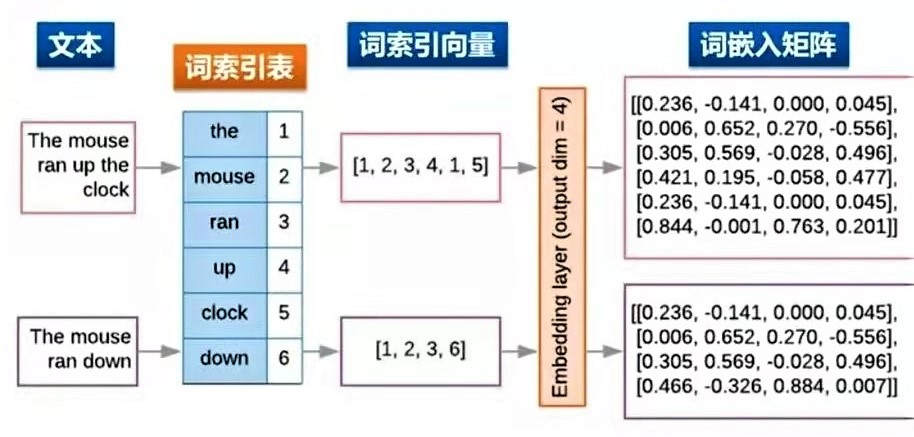 文本
词索引表
词索引向量
词嵌入矩阵
The mouse
ran up the
clock
the 1
mouse 2
ran 3
up 4
clock 5
down 6
[1, 2, 3, 4, 1, 5]
Embedding layer (output dim = 4)
[[0.236, -0.141, 0.000, 0.045],
[0.006, 0.652, 0.270, -0.556],
[0.305, 0.569, -0.028, 0.496],
[0.421, 0.195, -0.058, 0.477],
[0.236, -0.141, 0.000, 0.045],
[0.844, -0.001, 0.763, 0.201]]
The mouse
ran down
[1, 2, 3, 6]
[[0.236, -0.141, 0.000, 0.045],
[0.006, 0.652, 0.270, -0.556],
[0.305, 0.569, -0.028, 0.496],
[0.466, -0.326, 0.884, 0.007]]